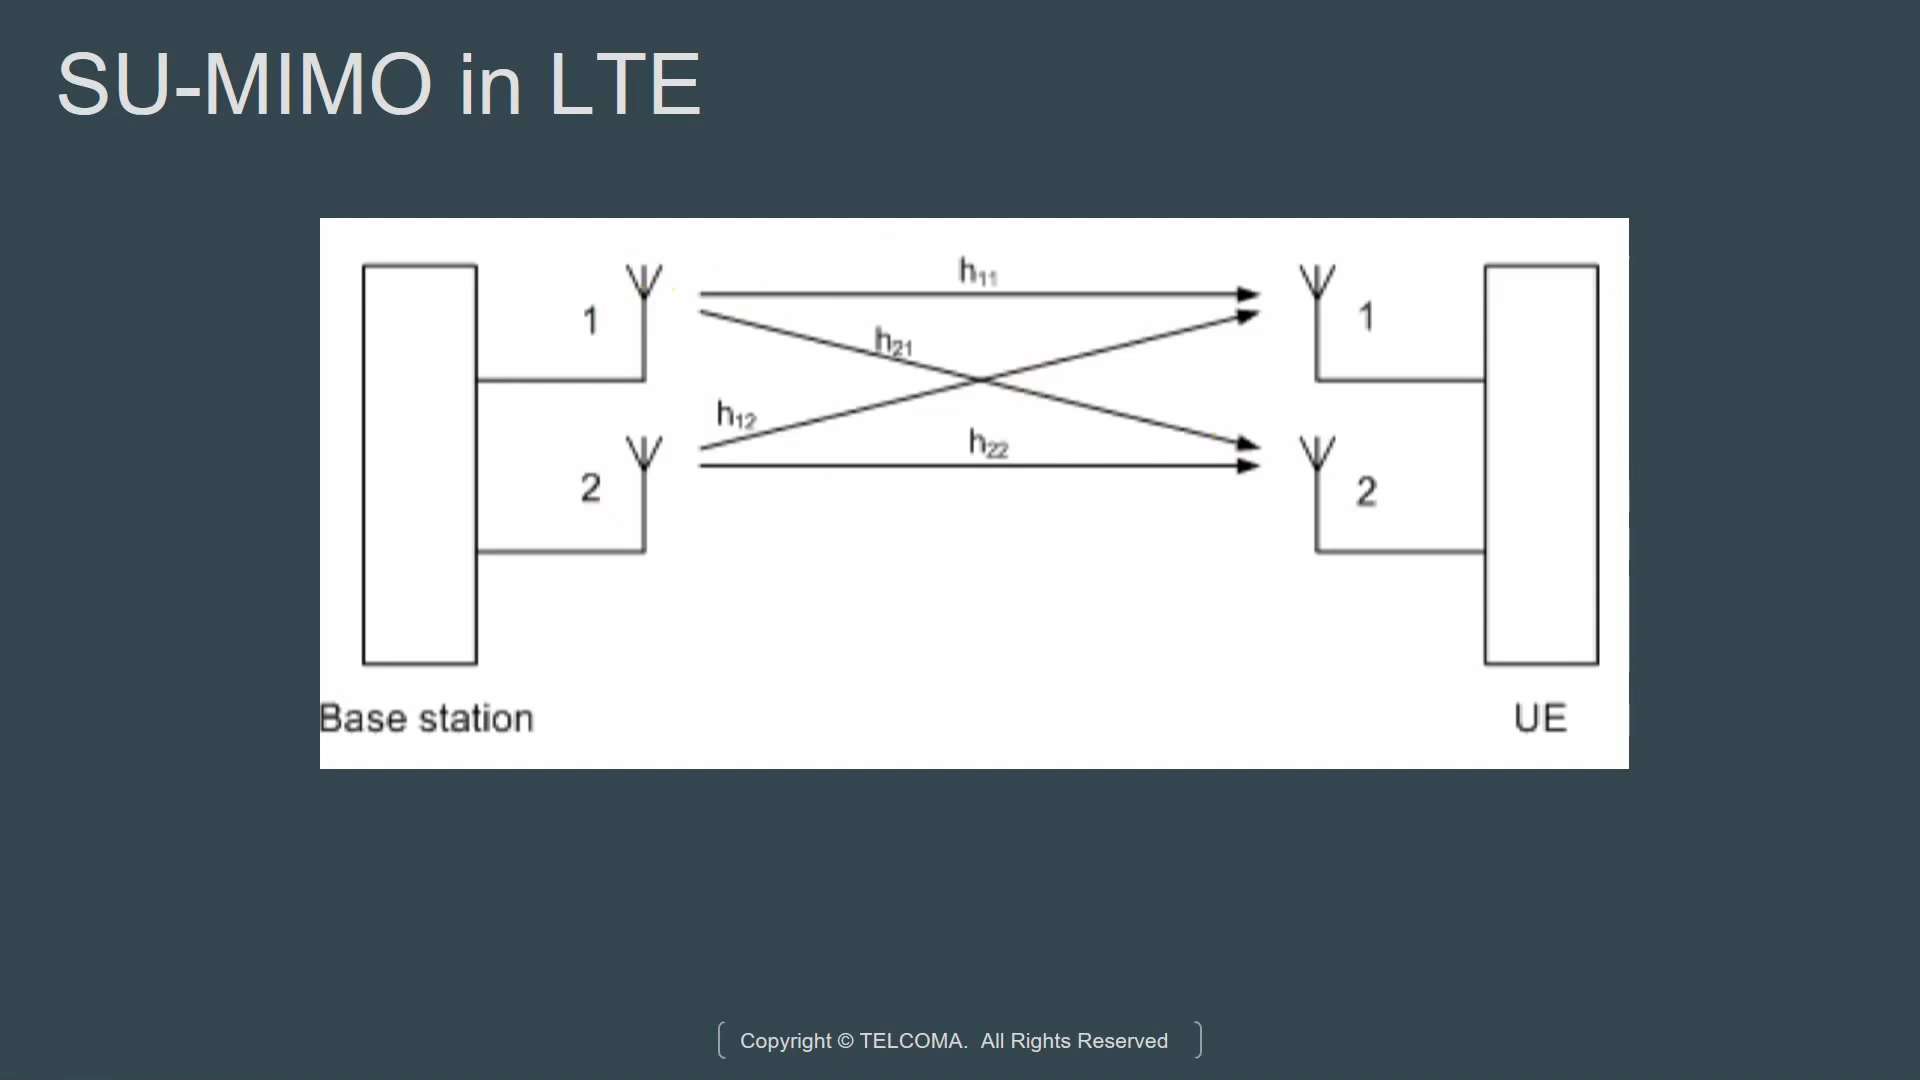 SU-MIMO in LTE
h11
1
1
h21
h12
h22
2
2
Base station
UE
Copyright © TELCOMA. All Rights Reserved